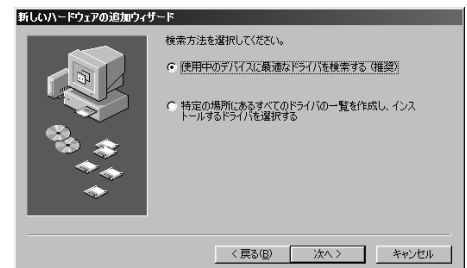 新しいハードウェアの追加ウィザード
検索方法を選択してください。
使用中のデバイスに最適なドライバを検索する (推奨)
特定の場所にあるすべてのドライバの一覧を作成し、インス
トールするドライバを選択する
< 戻る(B)
次へ >
キャンセル